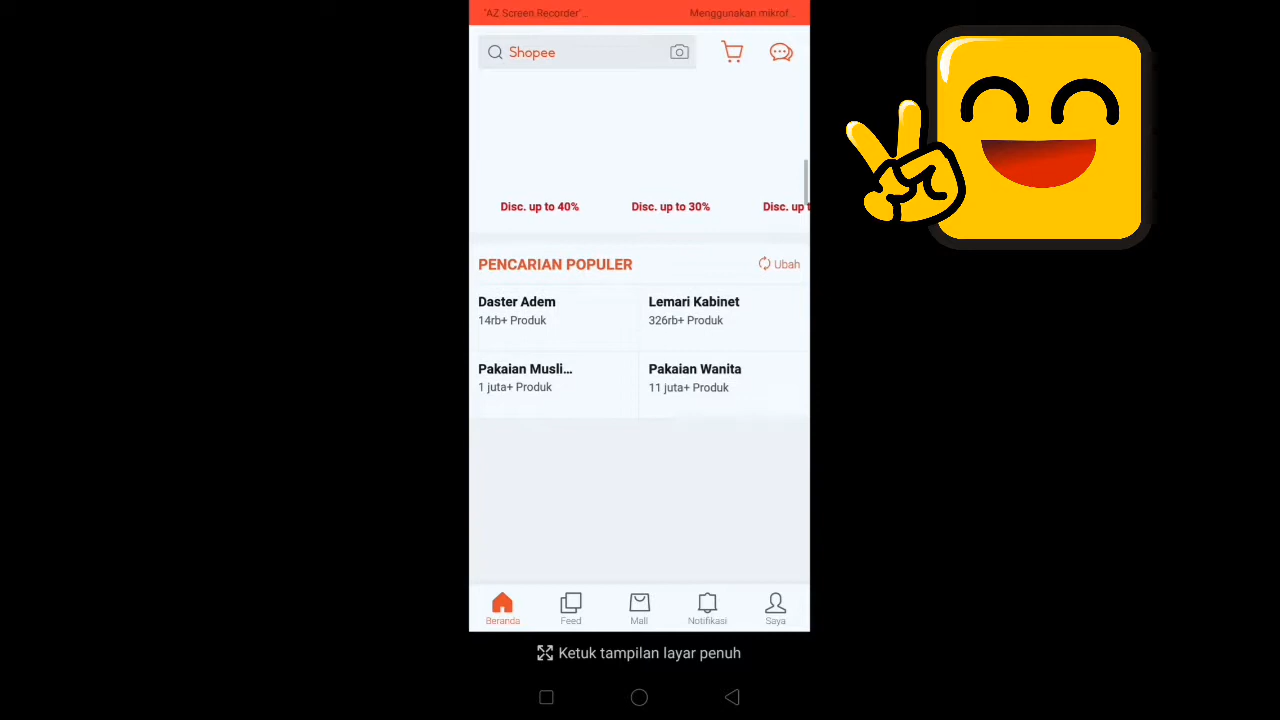 "AZ Screen Recorder"... Menggunakan mikrof...
Shopee
Disc. up to 40% Disc. up to 30% Disc. up
PENCARIAN POPULER Ubah
Daster Adem Lemari Kabinet
14rb+ Produk 326rb+ Produk
Pakaian Musli... Pakaian Wanita
1 juta+ Produk 11 juta+ Produk
Beranda Feed Mall Notifikasi Saya
Ketuk tampilan layar penuh